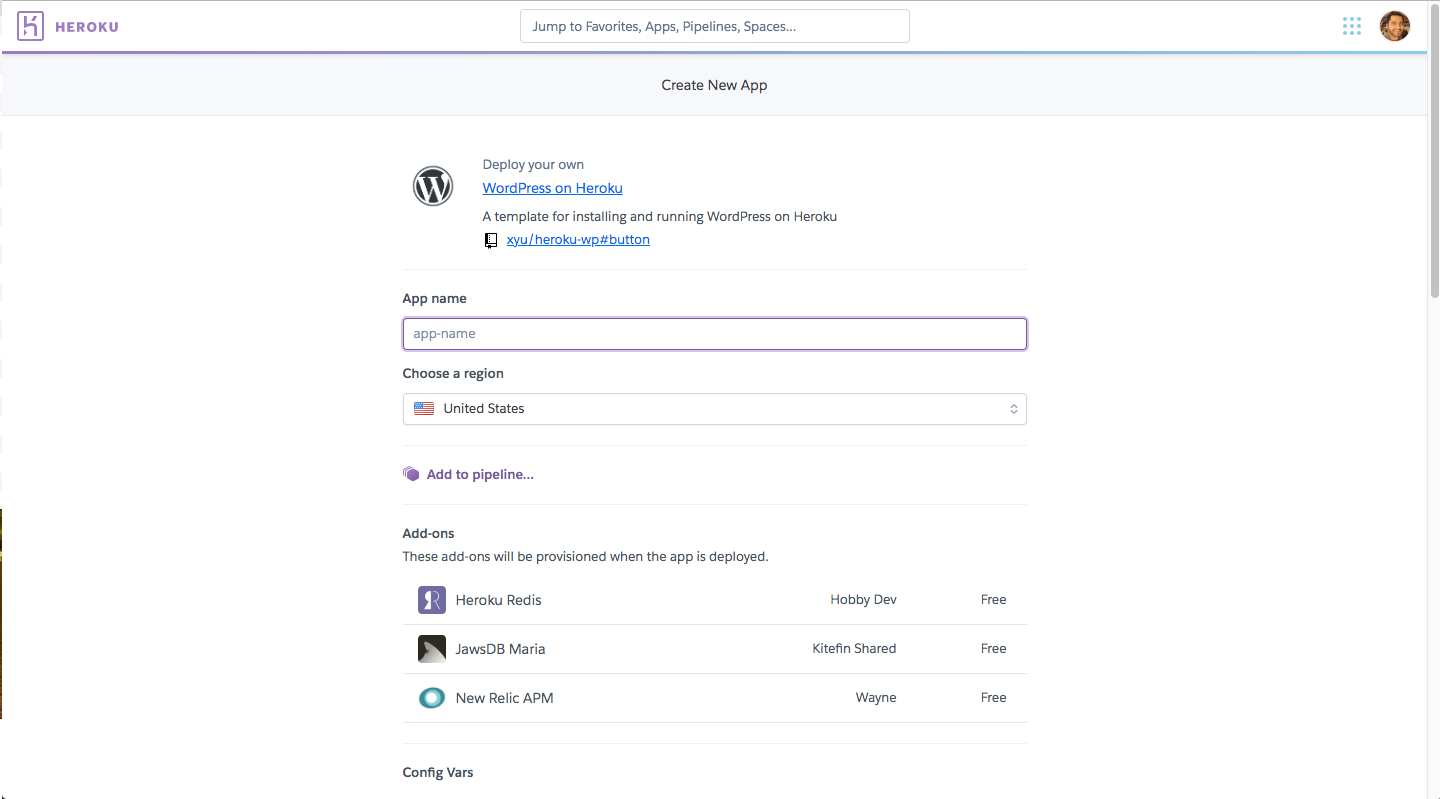 HEROKU
Jump to Favorites, Apps, Pipelines, Spaces...
Create New App
Deploy your own
WordPress on Heroku
A template for installing and running WordPress on Heroku
xyu/heroku-wp#button
App name
app-name
Choose a region
United States
Add to pipeline...
Add-ons
These add-ons will be provisioned when the app is deployed.
Heroku Redis Hobby Dev Free
JawsDB Maria Kitefin Shared Free
New Relic APM Wayne Free
Config Vars